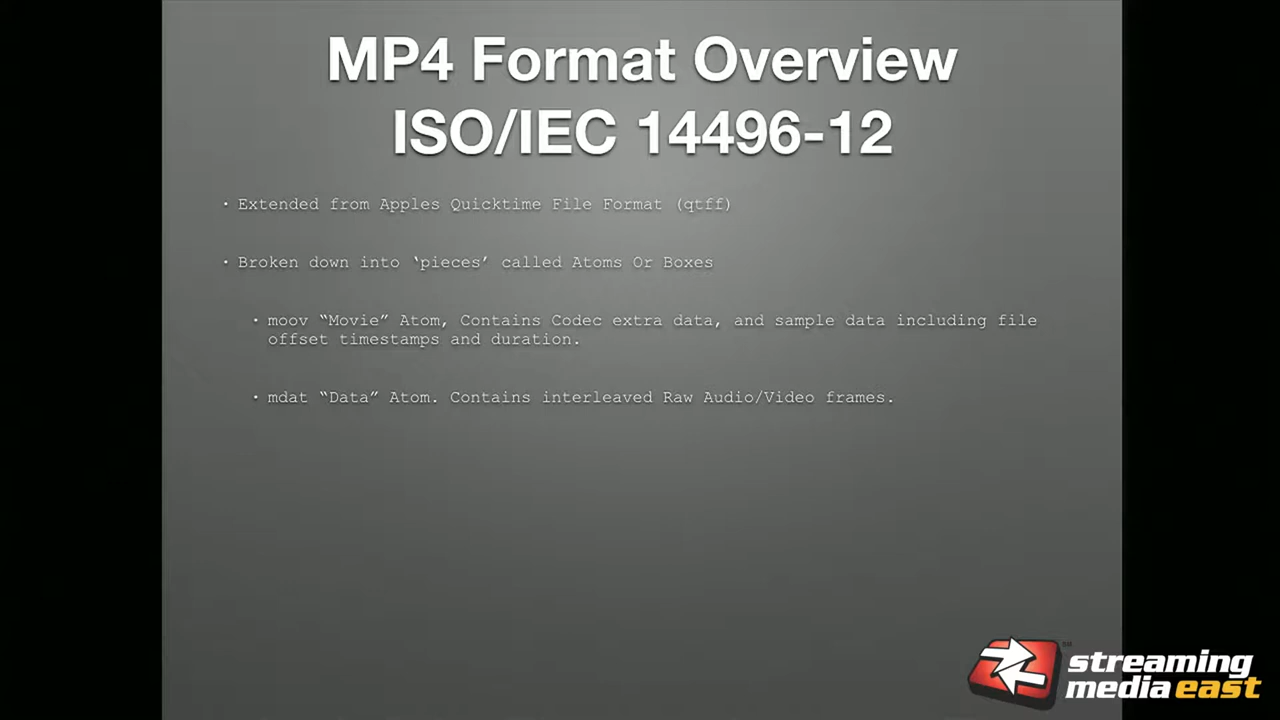 MP4 Format Overview
ISO/IEC 14496-12
• Extended from Apples Quicktime File Format (qtff)
• Broken down into ‘pieces’ called Atoms Or Boxes
• moov “Movie” Atom, Contains Codec extra data, and sample data including file
offset timestamps and duration.
• mdat “Data” Atom. Contains interleaved Raw Audio/Video frames.
streaming
media east